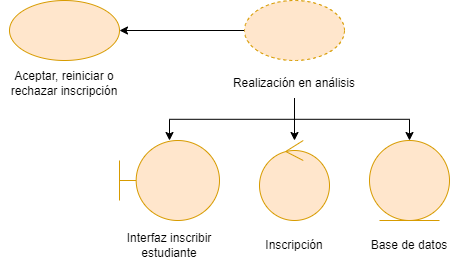 Aceptar, reiniciar o
rechazar inscripción
Realización en análisis
Interfaz inscribir
estudiante
Inscripción
Base de datos